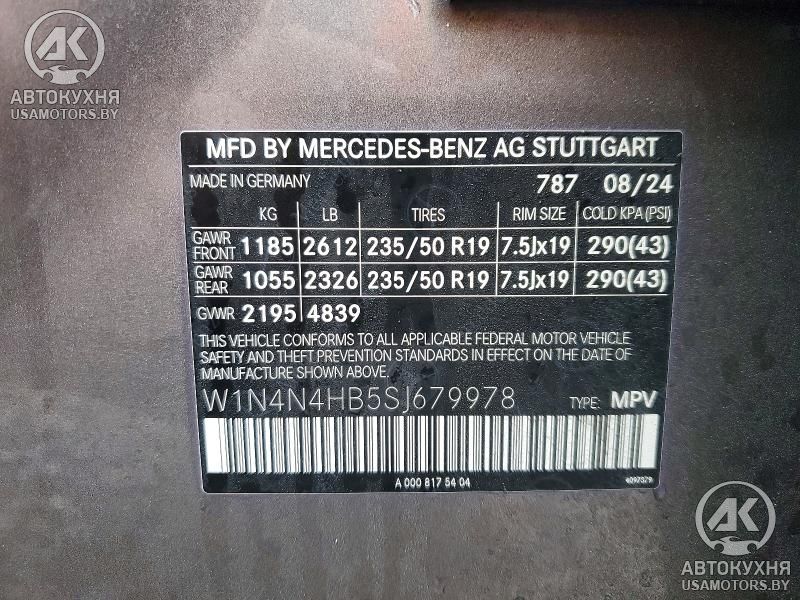 AK
АВТОКУХНЯ
USAMOTORS.BY
MFD BY MERCEDES-BENZ AG STUTTGART
MADE IN GERMANY 787 08/24
KG LB TIRES RIM SIZE COLD KPA (PSI)
GAWR FRONT 1185 2612 235/50 R19 7.5Jx19 290(43)
GAWR REAR 1055 2326 235/50 R19 7.5Jx19 290(43)
GVWR 2195 4839
THIS VEHICLE CONFORMS TO ALL APPLICABLE FEDERAL MOTOR VEHICLE
SAFETY AND THEFT PREVENTION STANDARDS IN EFFECT ON THE DATE OF
MANUFACTURE SHOWN ABOVE.
W1N4N4HB5SJ679978 TYPE: MPV
A 000 817 54 04 4097379
AK
АВТОКУХНЯ
USAMOTORS.BY